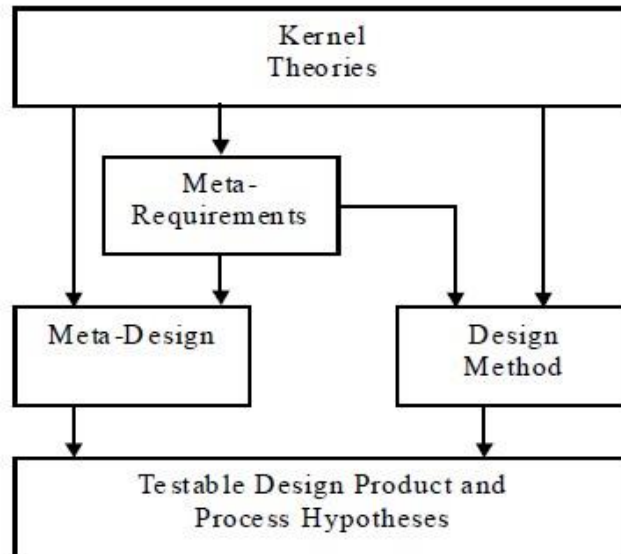 Kernel
Theories
Meta-
Requirements
Meta-Design
Design
Method
Testable Design Product and
Process Hypotheses